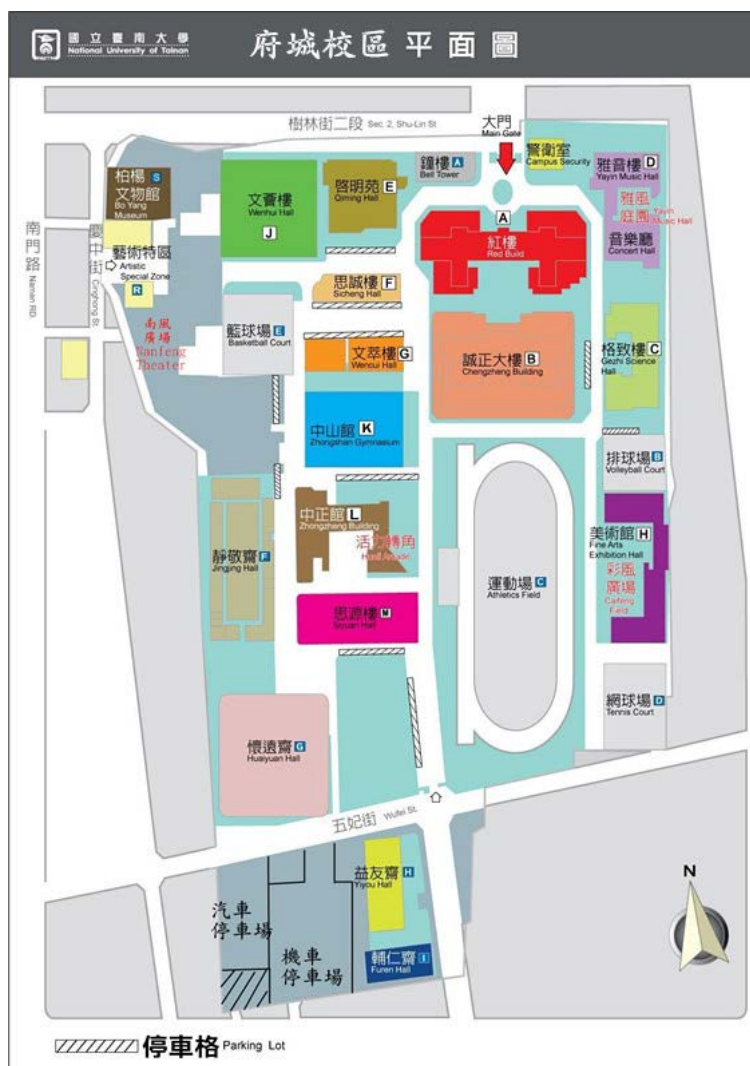 國立臺南大學
National University of Tainan
府城校區平面圖
樹林街二段 Sec. 2, Shu-Lin St
大門
Main Gate
警衛室
Campus Security
鐘樓 A
Bell Tower
雅音樓 D
Yayin Music Hall
雅風
庭園 Yayin
Music Hall
音樂廳
Concert Hall
柏楊 S
文物館
Bo Yang
Museum
文薈樓
Wenhui Hall
J
啓明苑 E
Qiming Hall
A
紅樓
Red Build
南門路 Nanmen RD
慶中街 Cinghong St.
藝術特區
Artistic
Special Zone
R
思誠樓 F
Sicheng Hall
南風
廣場
Nanfeng
Theater
籃球場 E
Basketball Court
文萃樓 G
Wencui Hall
誠正大樓 B
Chengzheng Building
格致樓 C
Gezhi Science
Hall
中山館 K
Zhongshan Gymnasium
排球場 B
Volleyball Court
中正館 L
Zhongzheng Building
活力轉角
美術館 H
Fine Arts
Exhibition Hall
彩風
廣場
Caifeng
Field
靜敬齋 F
Jingjing Hall
運動場 C
Athletics Field
思源樓 M
Siyuan Hall
網球場 D
Tennis Court
懷遠齋 G
Huaiyuan Hall
五妃街 Wufei St.
益友齋 H
Yiyou Hall
汽車
停車場
機車
停車場
輔仁齋 I
Furen Hall
N
停車格 Parking Lot